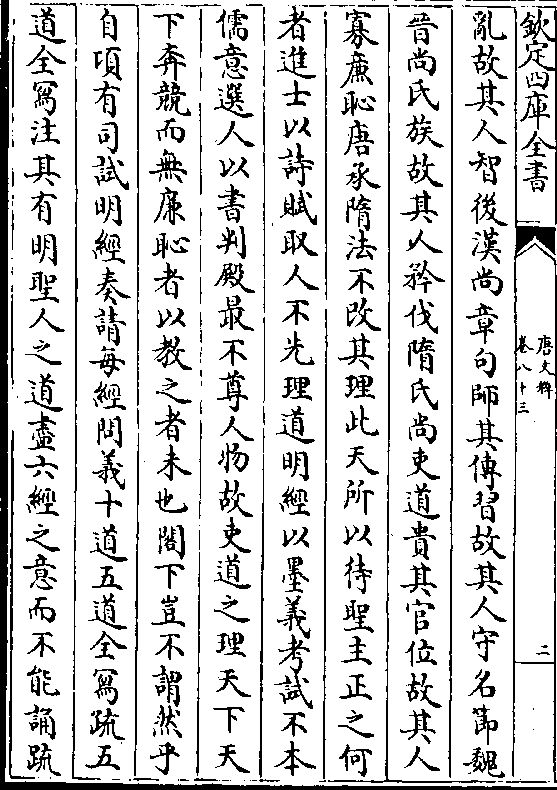 欽定四庫全書
唐文粹
卷八十三
二
亂故其人智後漢尚章句師其傳習故其人守名節魏
晉尚氏族故其人矜伐隋氏尚吏道貴其官位故其人
寡㢘恥唐承隋法不改其理此天所以待聖主正之何
者進士以詩賦取人不先理道明經以墨義考試不本
儒意選人以書判殿最不尊人物故吏道之理天下天
下奔競而無㢘恥者以教之者末也閣下豈不謂然乎
自頃有司試明經奏請每經問義十道五道全寫疏五
道全寫注其有明聖人之道盡六經之意而不能誦疏